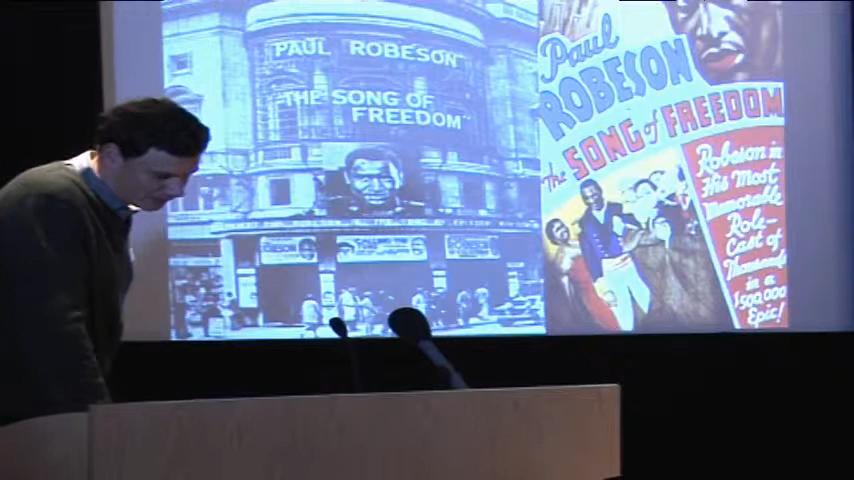 PAUL ROBESON
THE SONG OF
FREEDOM
Paul
ROBESON
The SONG of FREEDOM
Robeson in
His Most
Memorable
Role-
Cast of
Thousands
in a
$500,000
Epic!